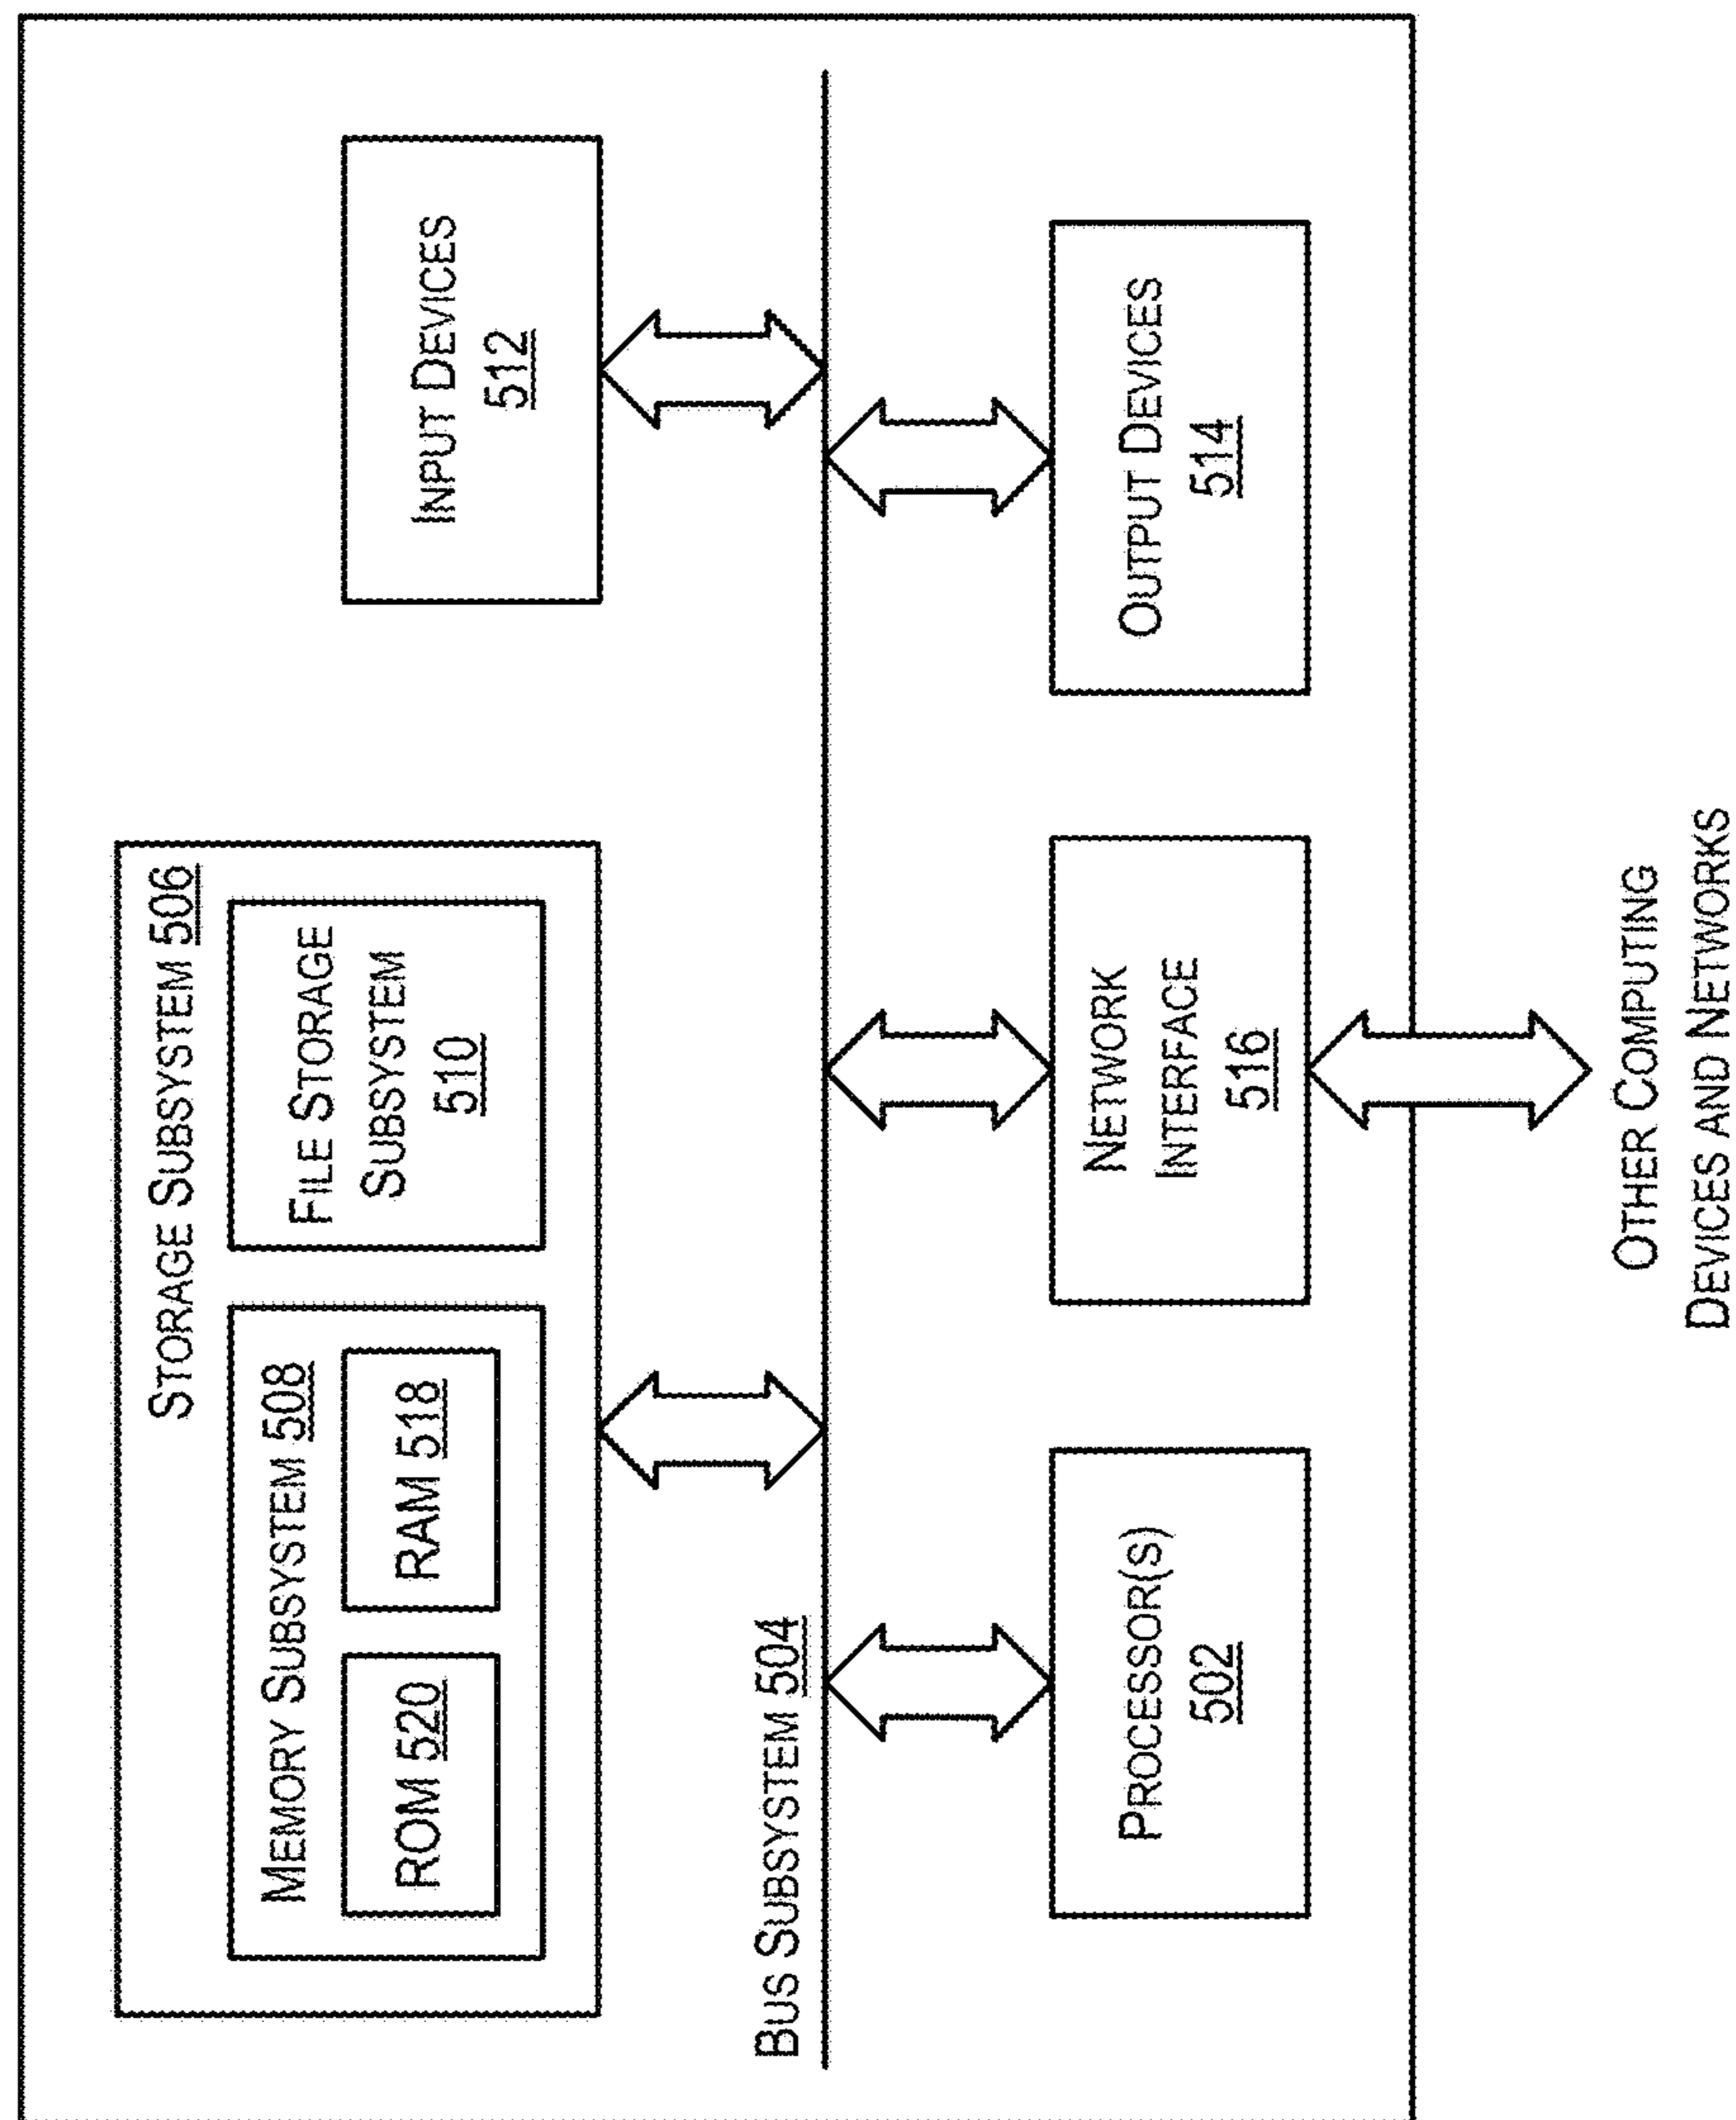 STORAGE SUBSYSTEM 506
MEMORY SUBSYSTEM 508
ROM 520
RAM 518
FILE STORAGE
SUBSYSTEM
510
INPUT DEVICES
512
BUS SUBSYSTEM 504
PROCESSOR(S)
502
NETWORK
INTERFACE
516
OUTPUT DEVICES
514
OTHER COMPUTING
DEVICES AND NETWORKS